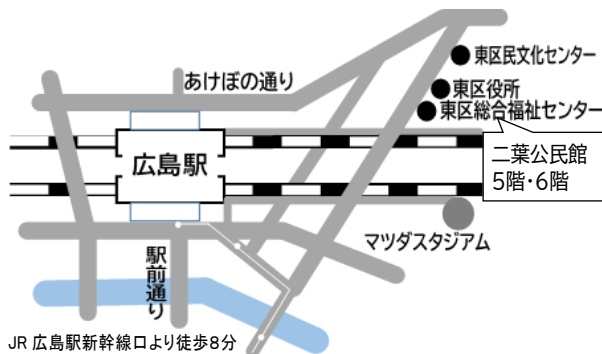 東区民文化センター
あけぼの通り
東区役所
東区総合福祉センター
二葉公民館
5階・6階
広島駅
マツダスタジアム
駅前通り
JR 広島駅新幹線口より徒歩8分